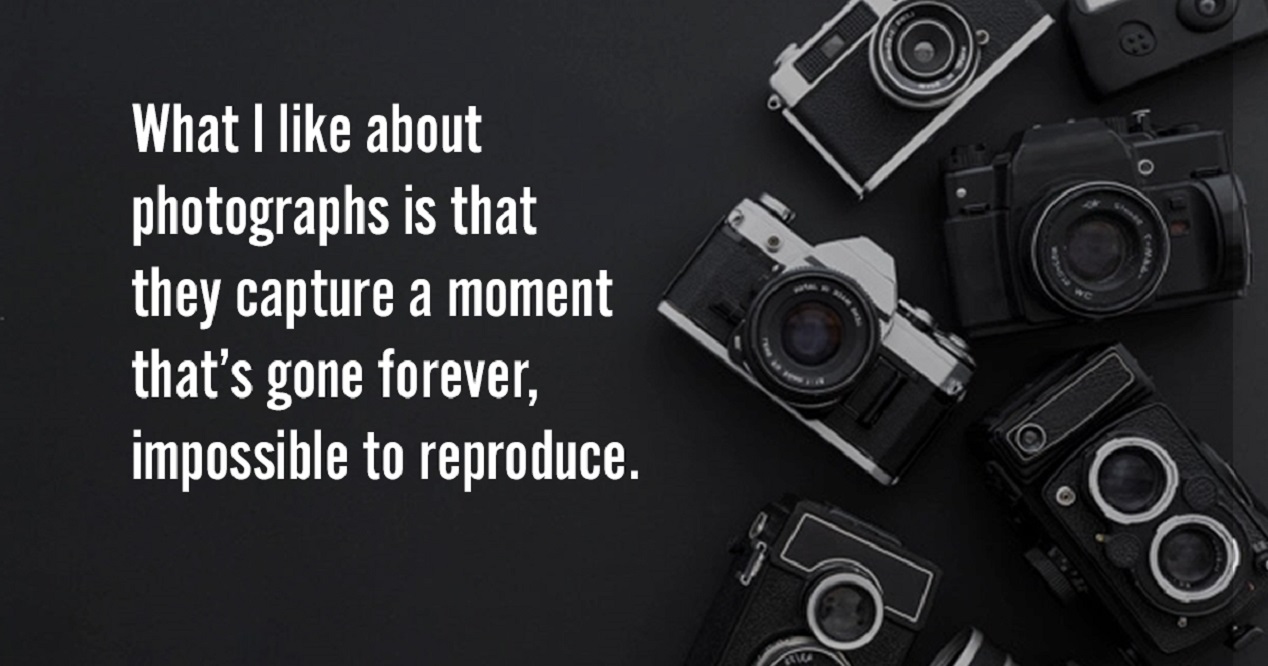 What I like about
photographs is that
they capture a moment
that’s gone forever,
impossible to reproduce.